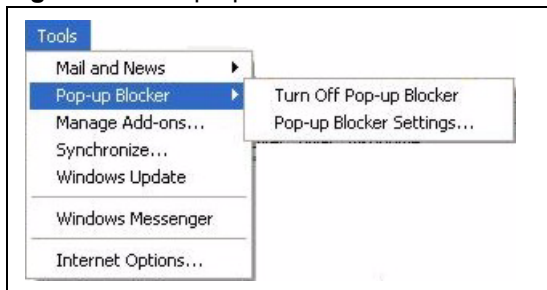 Tools
Mail and News
Pop-up Blocker
Turn Off Pop-up Blocker
Manage Add-ons...
Pop-up Blocker Settings...
Synchronize...
Windows Update
Windows Messenger
Internet Options...